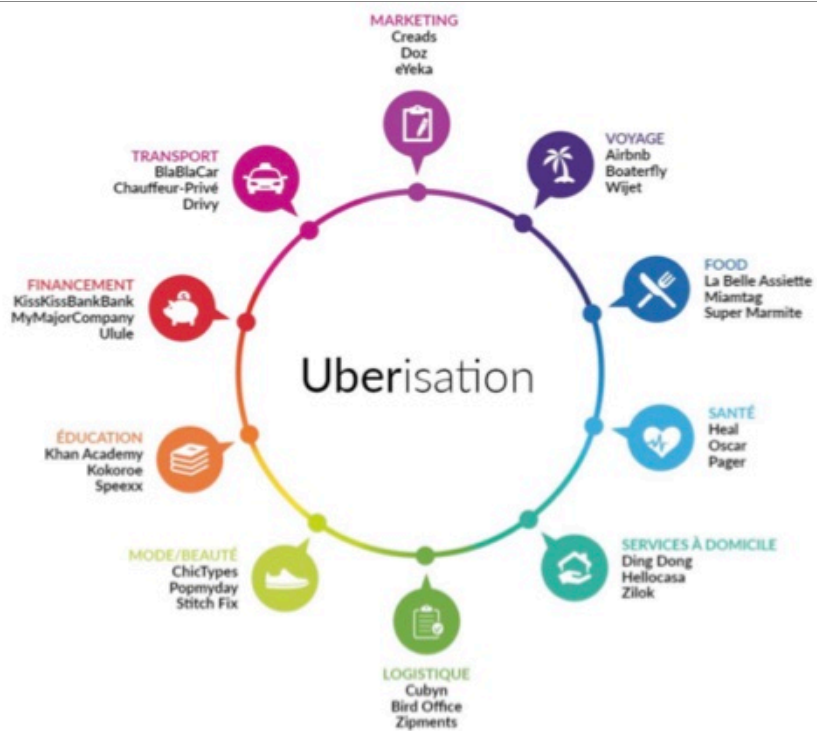 MARKETING
Creads
Doz
eYeka
VOYAGE
Airbnb
Boaterfly
Wijet
FOOD
La Belle Assiette
Miamtag
Super Marmite
SANTÉ
Heal
Oscar
Pager
SERVICES À DOMICILE
Ding Dong
Hellocasa
Zilok
LOGISTIQUE
Cubyn
Bird Office
Zipments
MODE/BEAUTÉ
ChicTypes
Popmyday
Stitch Fix
ÉDUCATION
Khan Academy
Kokoroe
Speexx
FINANCEMENT
KissKissBankBank
MyMajorCompany
Ulule
TRANSPORT
BlaBlaCar
Chauffeur-Privé
Drivy
Uberisation